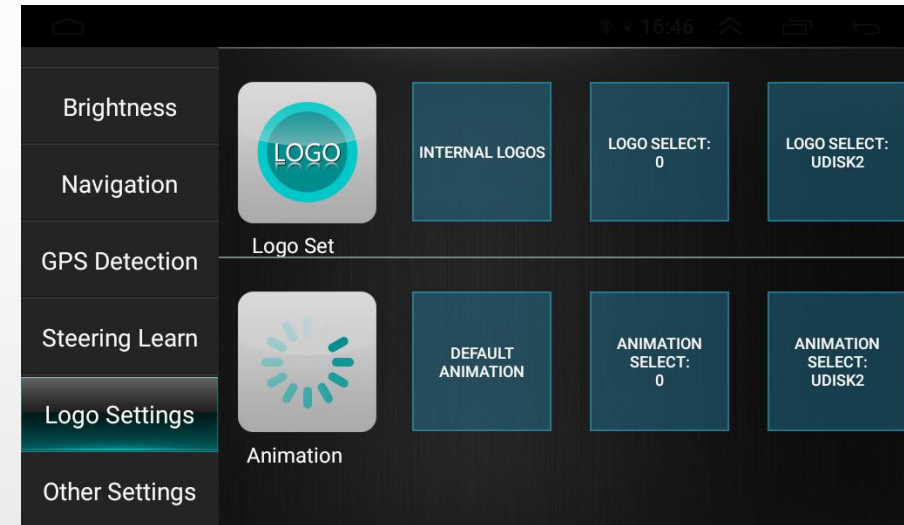 16:46
Brightness
Navigation
GPS Detection
Steering Learn
Logo Settings
Other Settings
LOGO
INTERNAL LOGOS
LOGO SELECT:
0
LOGO SELECT:
UDISK2
Logo Set
DEFAULT
ANIMATION
ANIMATION
SELECT:
0
ANIMATION
SELECT:
UDISK2
Animation